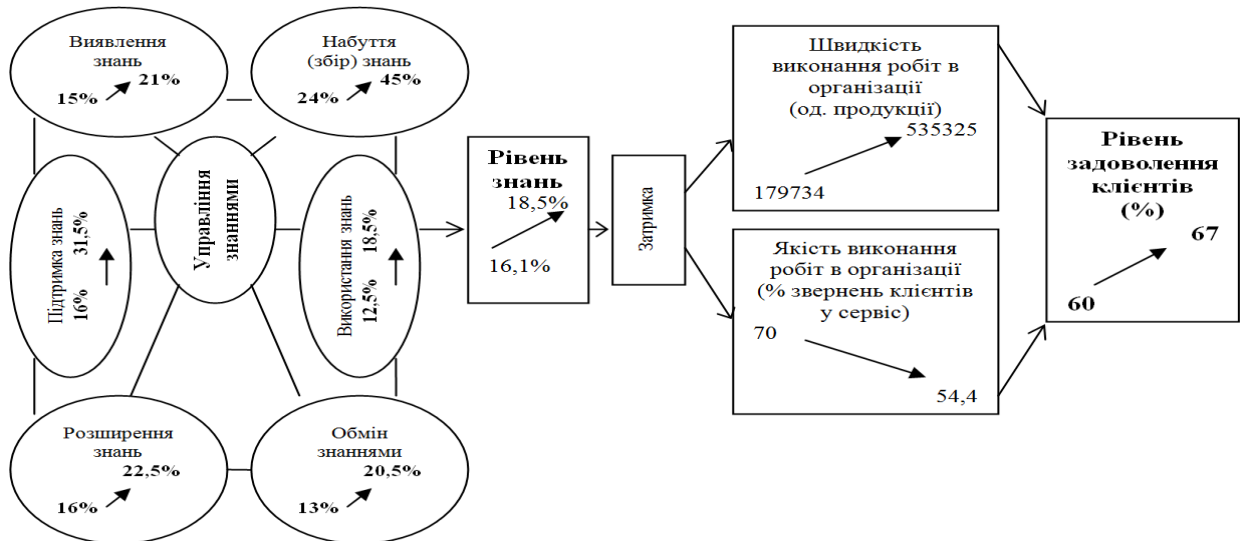 Виявлення
знань
21%
15%
Набуття
(збір) знань
45%
24%
Підтримка знань
16% 31,5%
Управління
знаннями
Використання знань
12,5% 18,5%
Розширення
знань
22,5%
16%
Обмін
знаннями
20,5%
13%
Рівень
знань
18,5%
16,1%
Затримка
Швидкість
виконання робіт в
організації
(од. продукції)
535325
179734
Якість виконання
робіт в організації
(% звернень клієнтів
у сервіс)
70
54,4
Рівень
задоволення
клієнтів
(%)
67
60